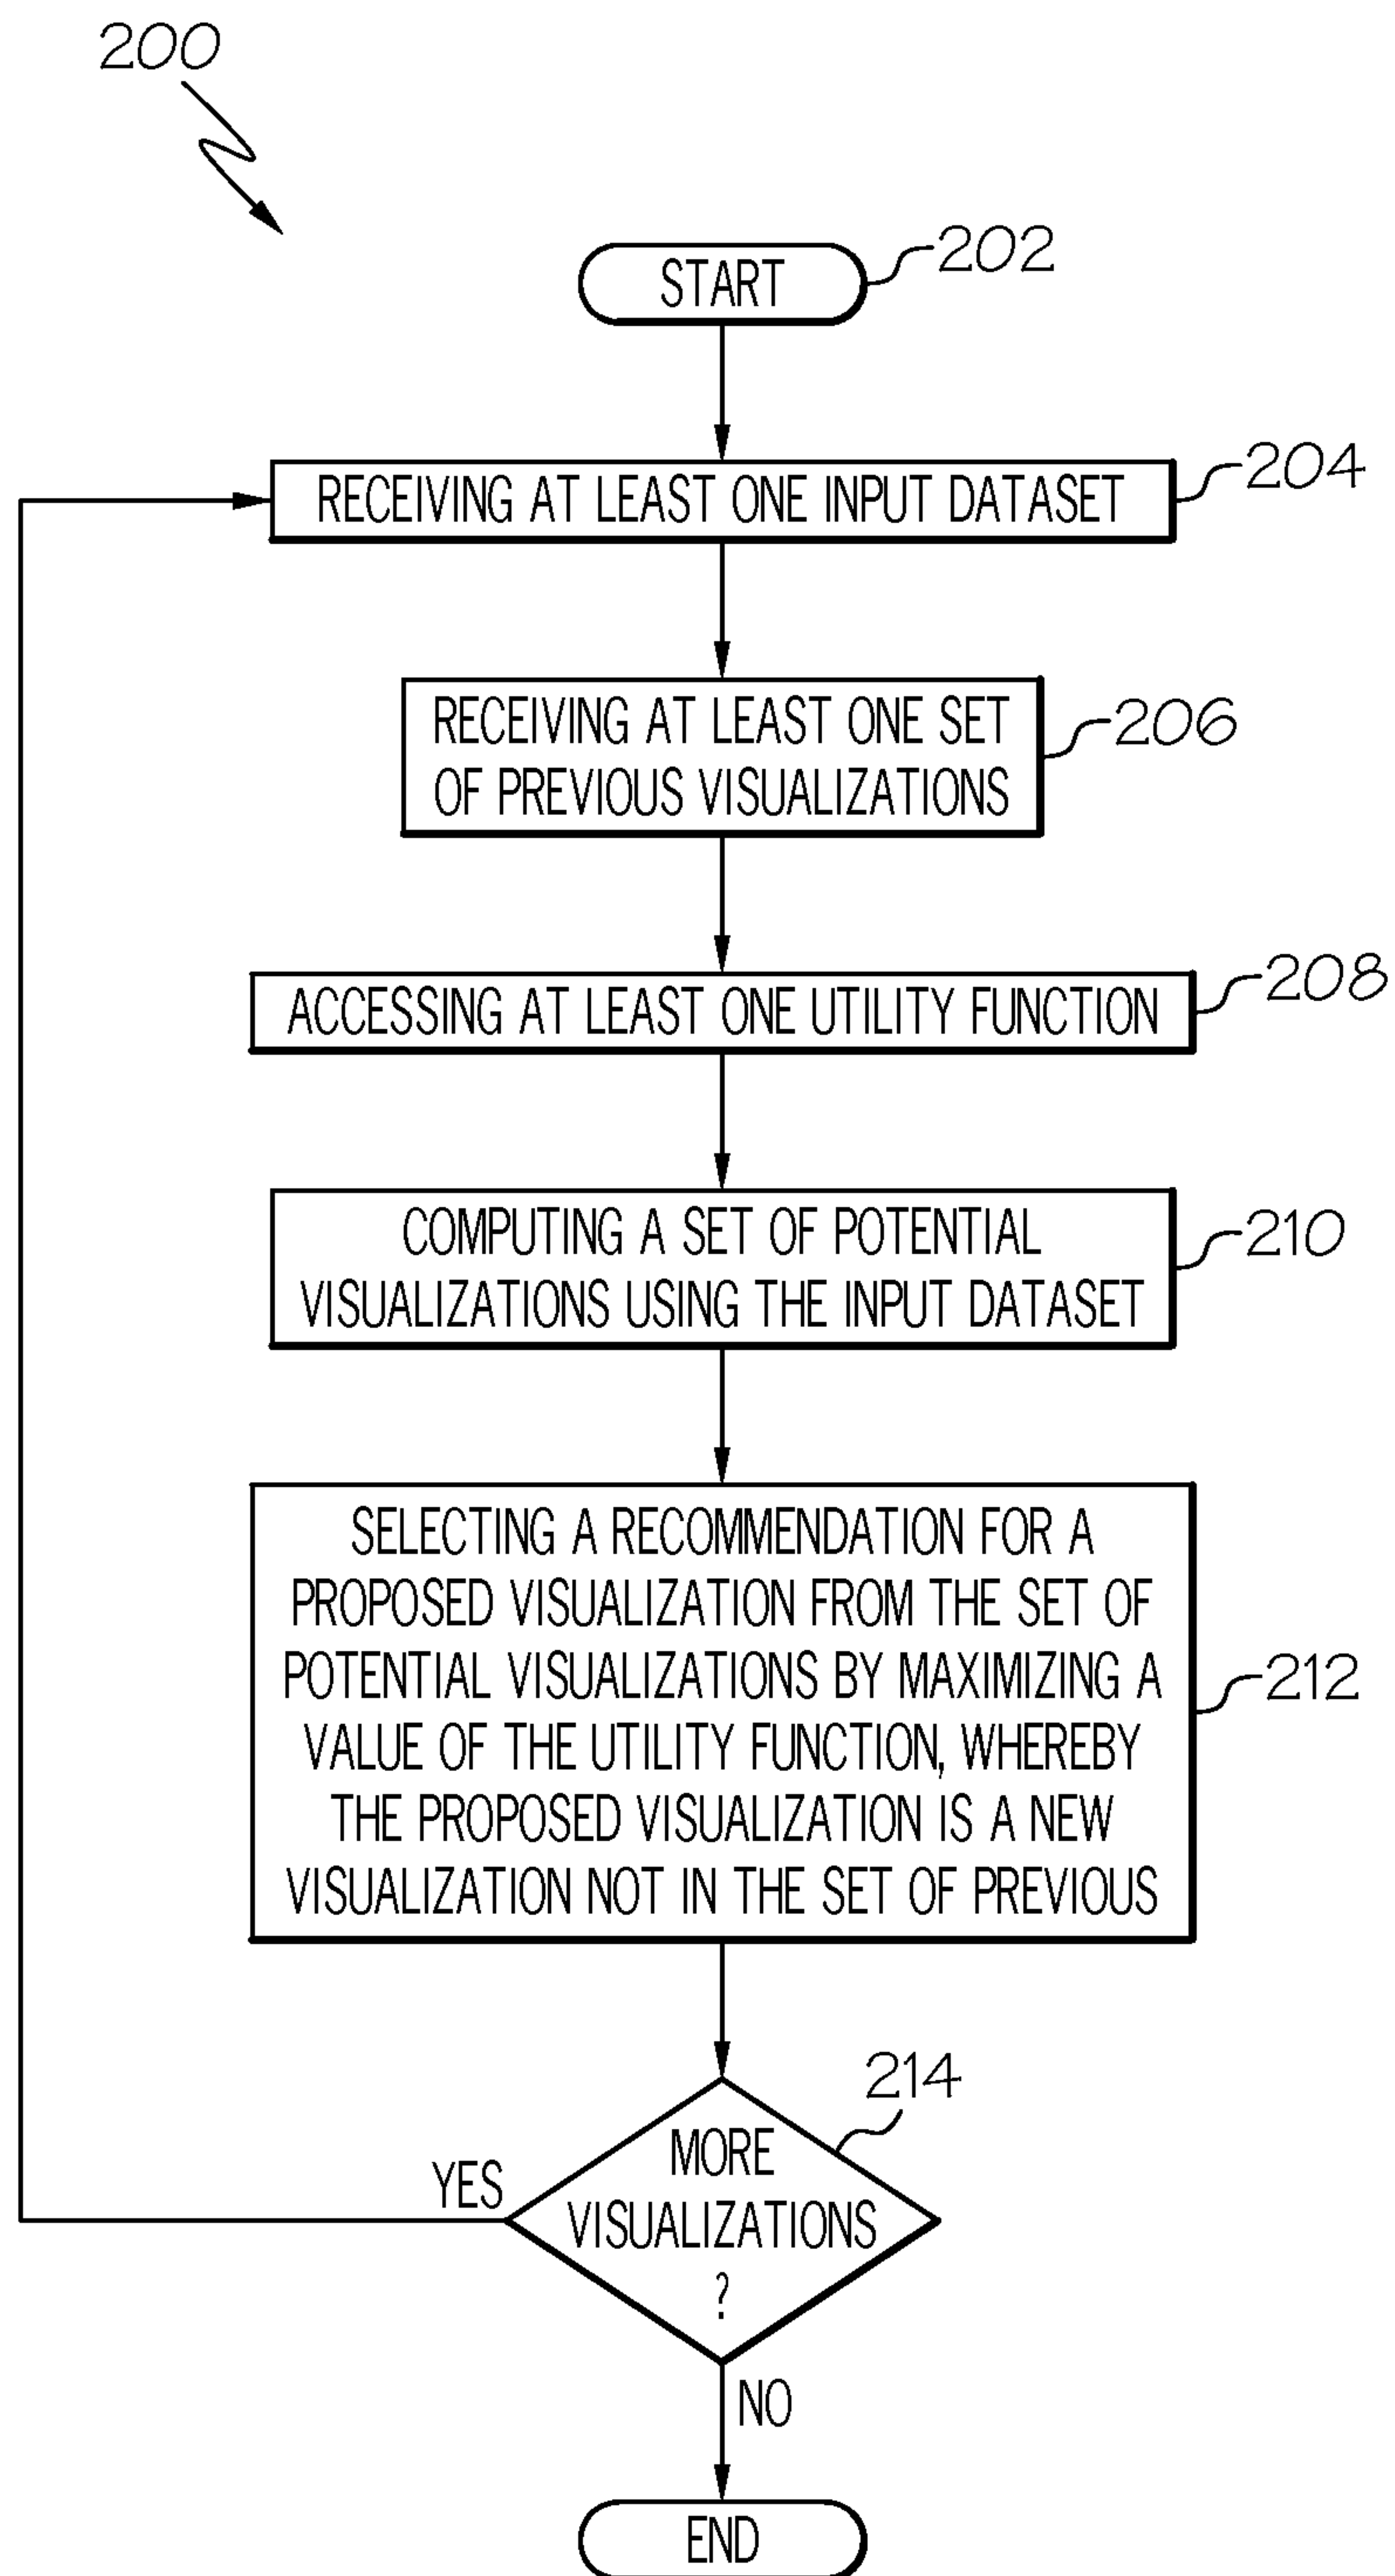 200
START
202
RECEIVING AT LEAST ONE INPUT DATASET
204
RECEIVING AT LEAST ONE SET
OF PREVIOUS VISUALIZATIONS
206
ACCESSING AT LEAST ONE UTILITY FUNCTION
208
COMPUTING A SET OF POTENTIAL
VISUALIZATIONS USING THE INPUT DATASET
210
SELECTING A RECOMMENDATION FOR A
PROPOSED VISUALIZATION FROM THE SET OF
POTENTIAL VISUALIZATIONS BY MAXIMIZING A
VALUE OF THE UTILITY FUNCTION, WHEREBY
THE PROPOSED VISUALIZATION IS A NEW
VISUALIZATION NOT IN THE SET OF PREVIOUS
212
214
MORE
VISUALIZATIONS
?
YES
NO
END